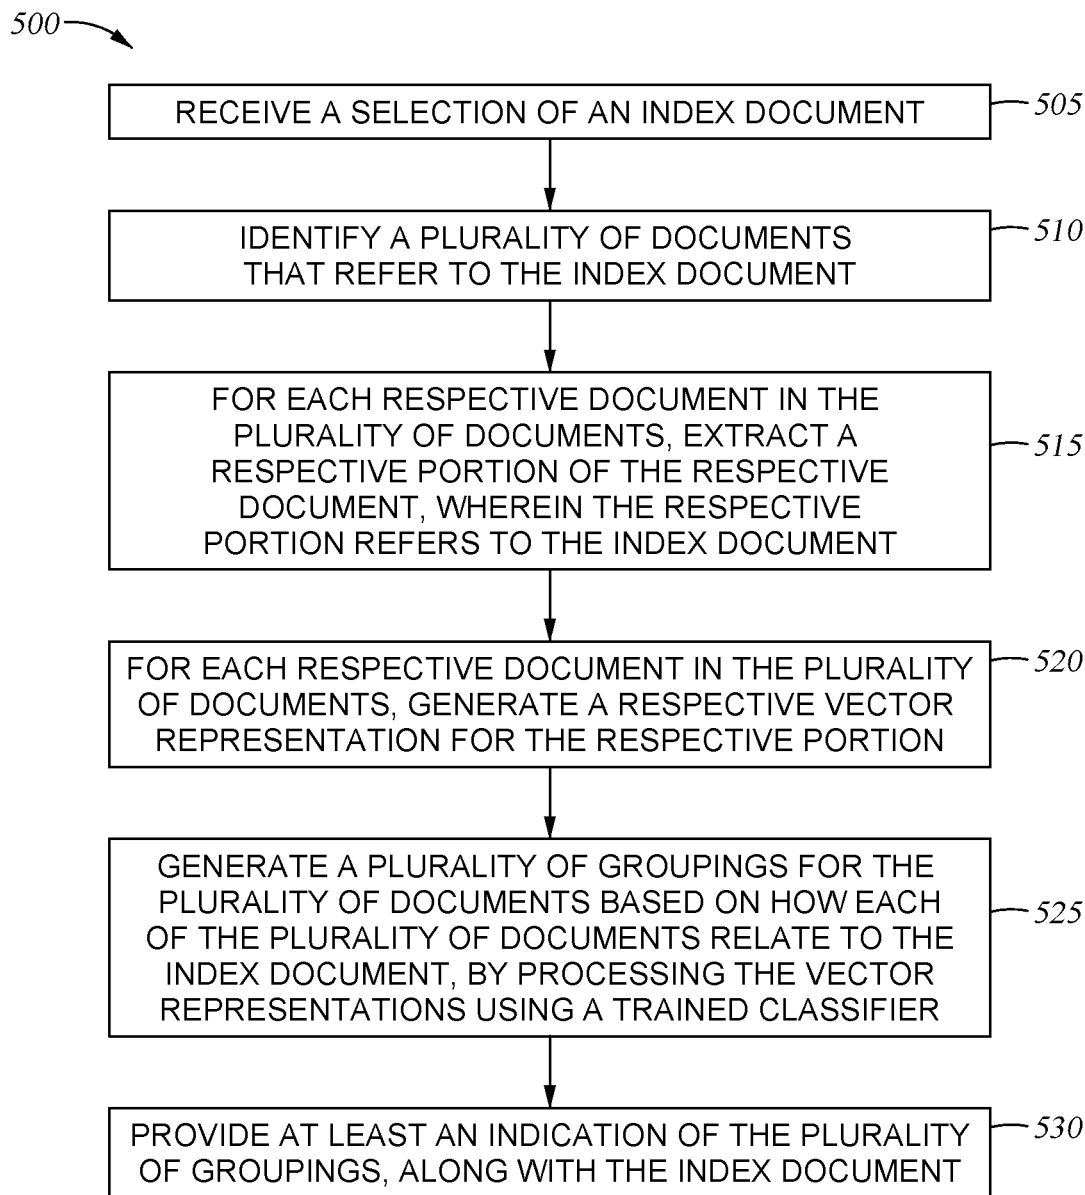 500
RECEIVE A SELECTION OF AN INDEX DOCUMENT
505
IDENTIFY A PLURALITY OF DOCUMENTS
THAT REFER TO THE INDEX DOCUMENT
510
FOR EACH RESPECTIVE DOCUMENT IN THE
PLURALITY OF DOCUMENTS, EXTRACT A
RESPECTIVE PORTION OF THE RESPECTIVE
DOCUMENT, WHEREIN THE RESPECTIVE
PORTION REFERS TO THE INDEX DOCUMENT
515
FOR EACH RESPECTIVE DOCUMENT IN THE PLURALITY
OF DOCUMENTS, GENERATE A RESPECTIVE VECTOR
REPRESENTATION FOR THE RESPECTIVE PORTION
520
GENERATE A PLURALITY OF GROUPINGS FOR THE
PLURALITY OF DOCUMENTS BASED ON HOW EACH
OF THE PLURALITY OF DOCUMENTS RELATE TO THE
INDEX DOCUMENT, BY PROCESSING THE VECTOR
REPRESENTATIONS USING A TRAINED CLASSIFIER
525
PROVIDE AT LEAST AN INDICATION OF THE PLURALITY
OF GROUPINGS, ALONG WITH THE INDEX DOCUMENT
530